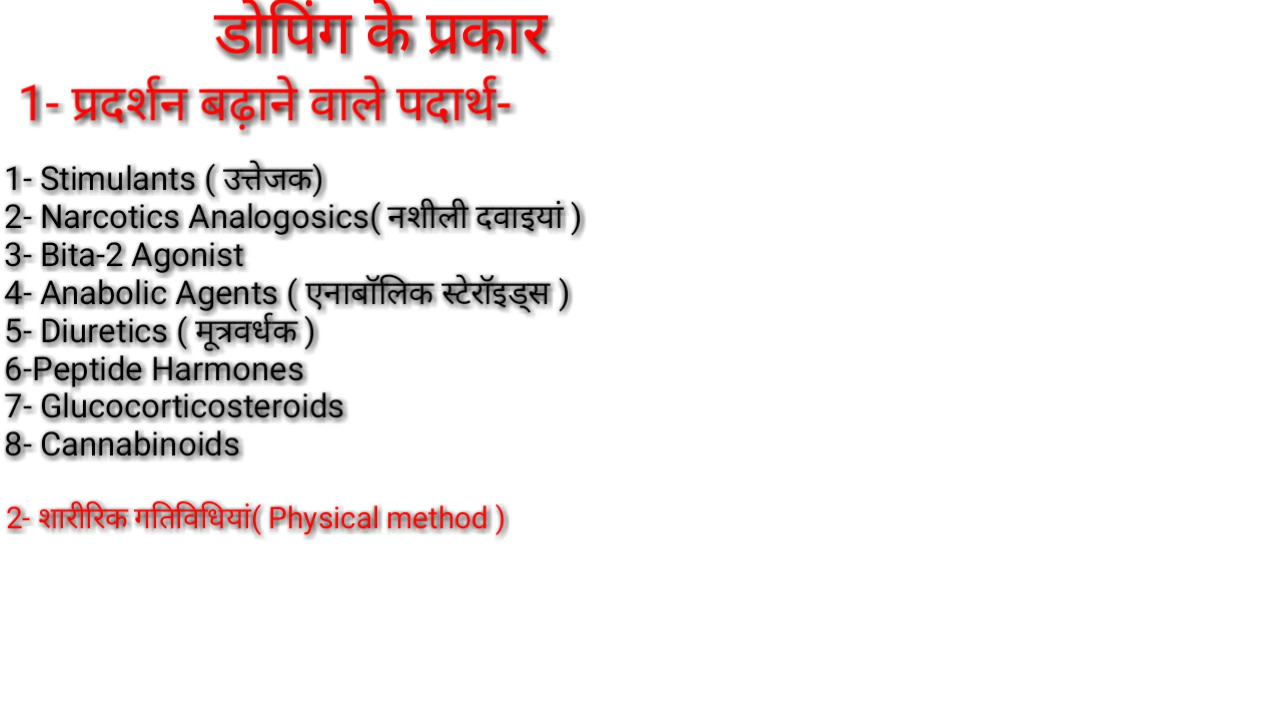 डोपिंग के प्रकार
1- प्रदर्शन बढ़ाने वाले पदार्थ-
1- Stimulants ( उत्तेजक)
2- Narcotics Analogosics( नशीली दवाइयां )
3- Bita-2 Agonist
4- Anabolic Agents ( एनाबॉलिक स्टेरॉइड्स )
5- Diuretics ( मूत्रवर्धक )
6-Peptide Harmones
7- Glucocorticosteroids
8- Cannabinoids
2- शारीरिक गतिविधियां( Physical method )